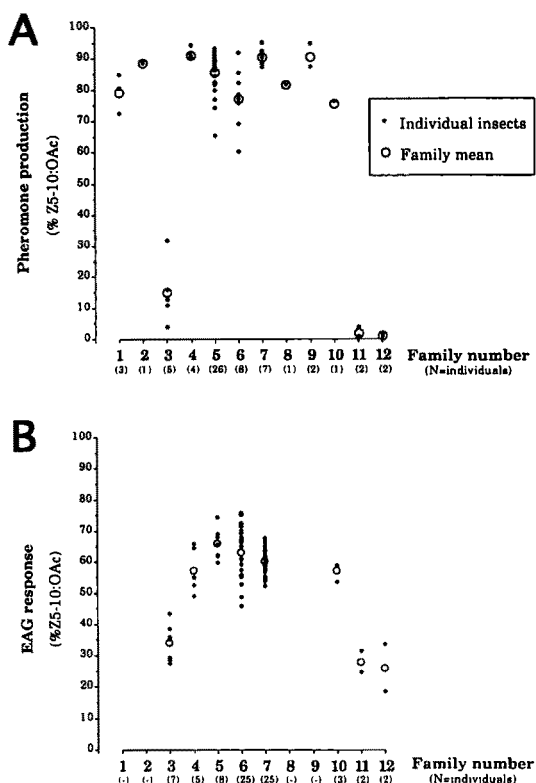 A
100
90
80
70
60
50
40
30
20
10
0
Pheromone production
(% Z5-10:OAc)
Individual insects
Family mean
1 2 3 4 5 6 7 8 9 10 11 12 Family number
(3) (1) (5) (4) (26) (8) (7) (1) (2) (1) (2) (2) (N=individuals)
B
100
90
80
70
60
50
40
30
20
10
0
EAG response
(%Z5-10:OAc)
1 2 3 4 5 6 7 8 9 10 11 12 Family number
(-) (-) (7) (5) (8) (25) (25) (-) (-) (3) (2) (2) (N=individuals)